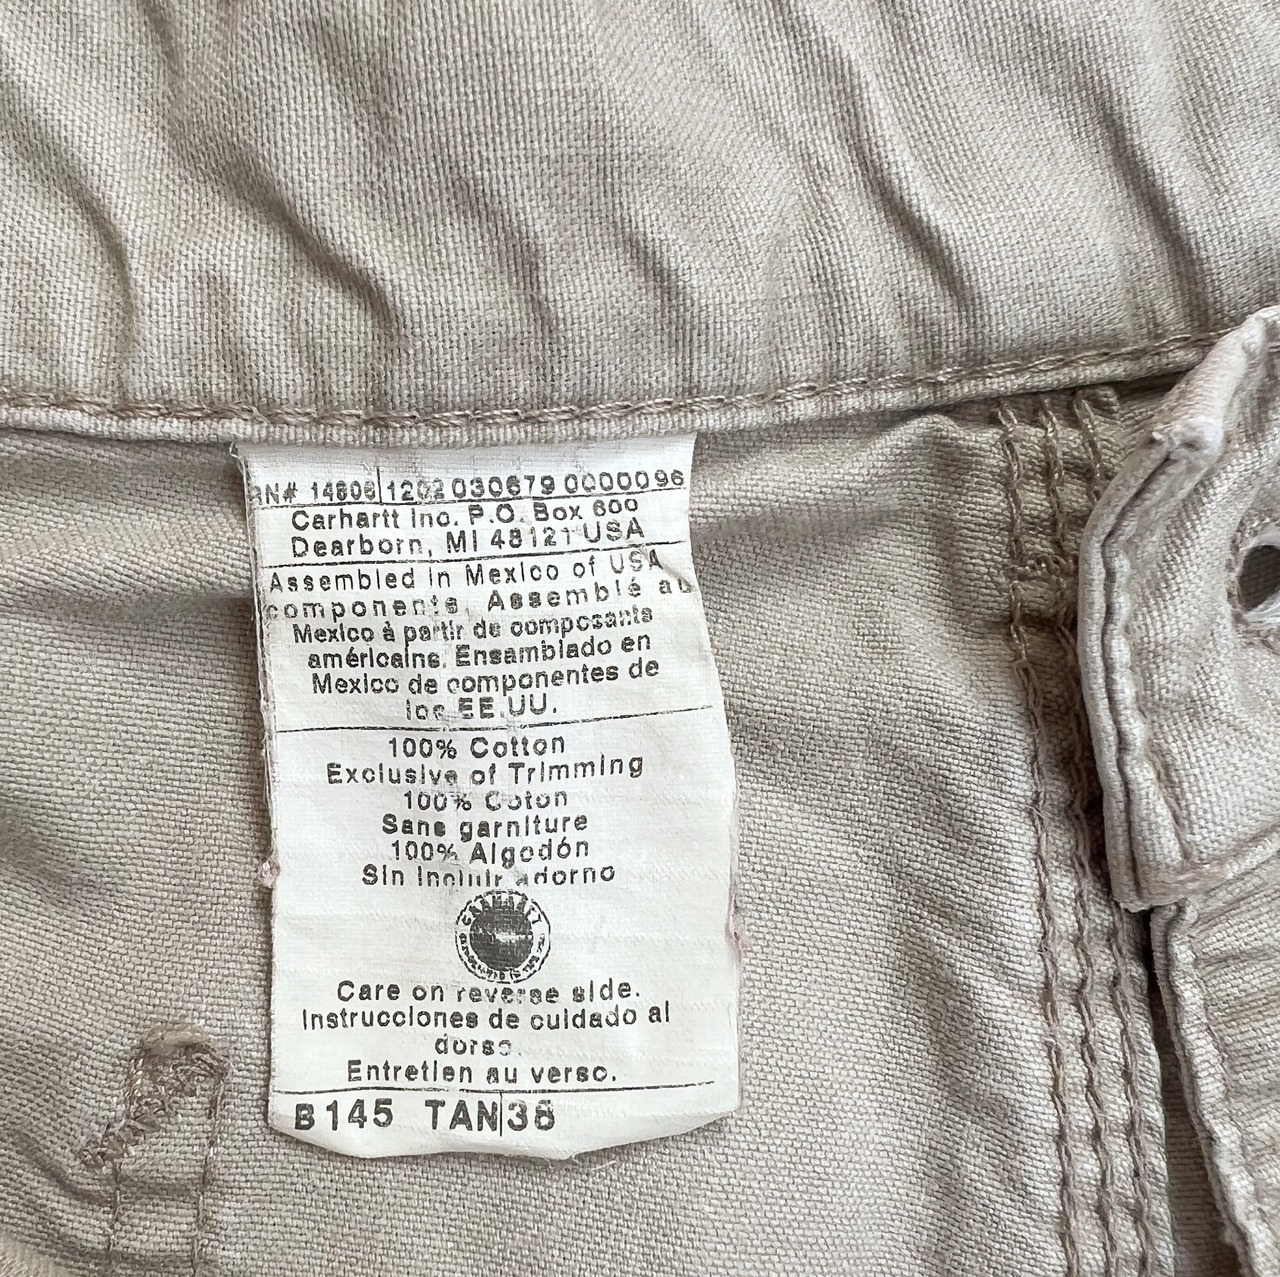 RN# 14806 1202 030679 0000096
Carhartt Inc. P.O. Box 600
Dearborn, MI 48121 USA
Assembled in Mexico of USA
components. Assemblé au
Mexico à partir de composants
américains. Ensamblado en
Mexico de componentes de
los EE.UU.
100% Cotton
Exclusive of Trimming
100% Coton
Sans garniture
100% Algodón
Sin incluir adorno
CARHARTT
Care on reverse side.
Instrucciones de cuidado al
dorso.
Entretien au verso.
B145 TAN 36